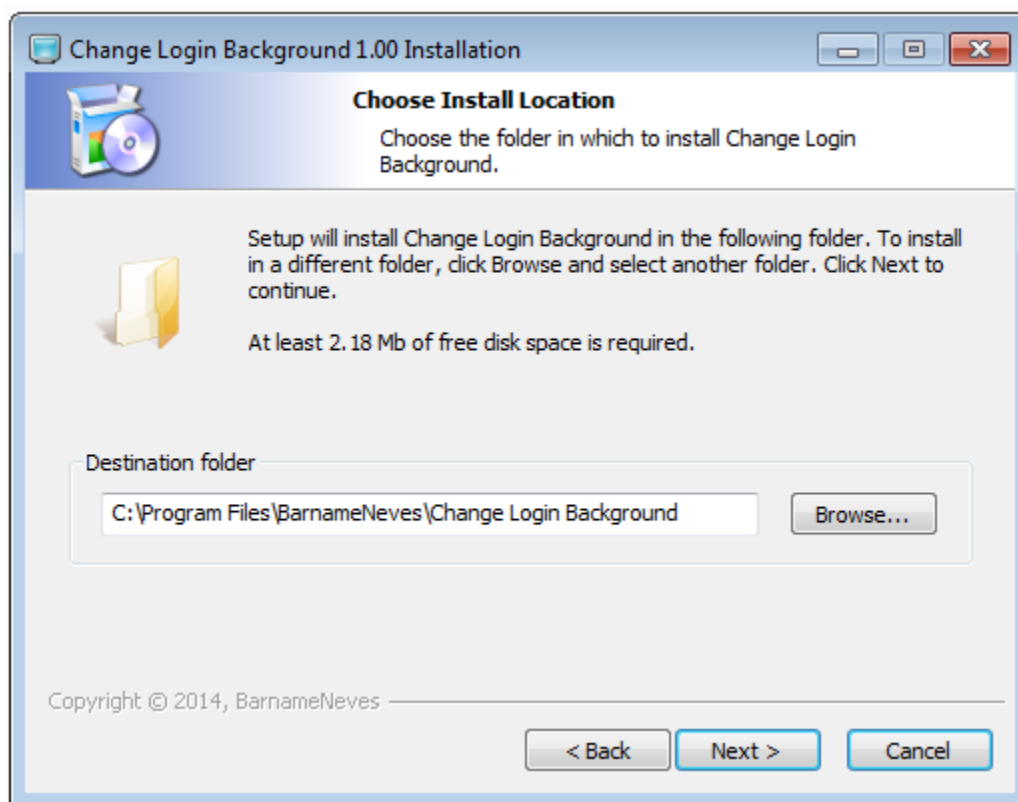 Change Login Background 1.00 Installation
Choose Install Location
Choose the folder in which to install Change Login
Background.
Setup will install Change Login Background in the following folder. To install
in a different folder, click Browse and select another folder. Click Next to
continue.
At least 2.18 Mb of free disk space is required.
Destination folder
C:\Program Files\BarnameNeves\Change Login Background
Browse...
Copyright © 2014, BarnameNeves
< Back
Next >
Cancel